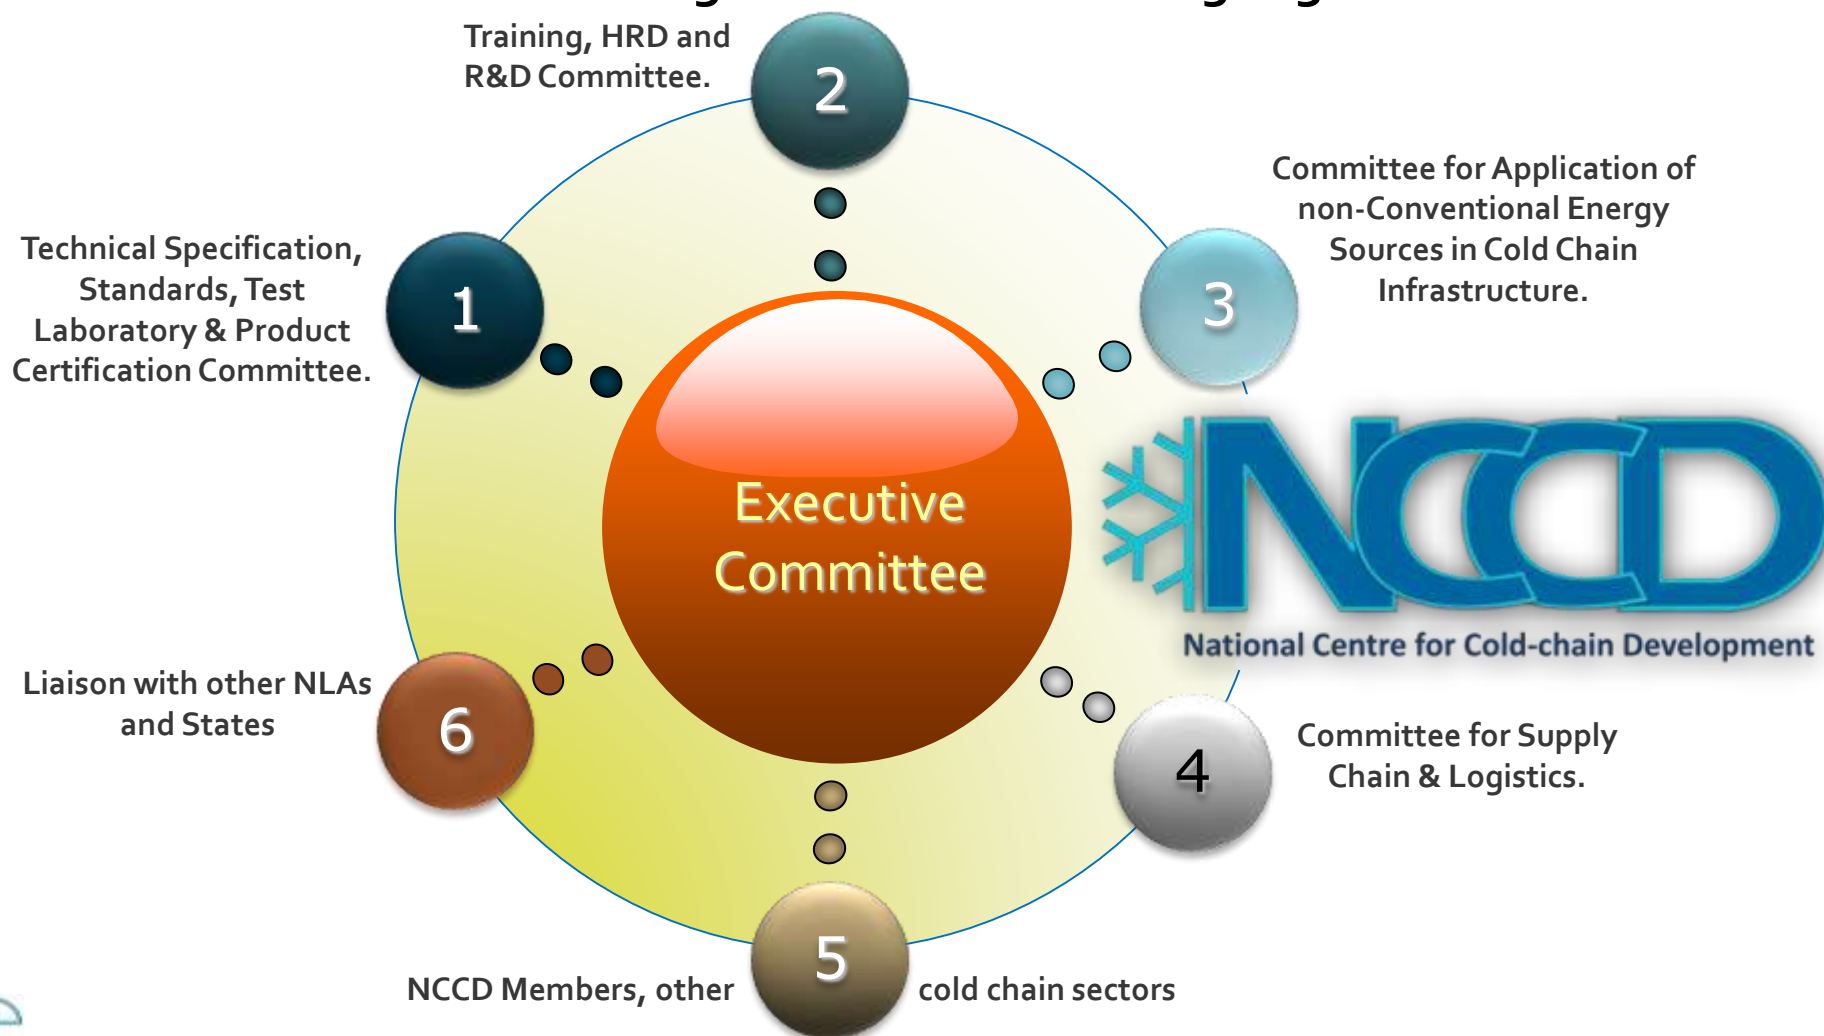 Training, HRD and
R&D Committee.
2
Committee for Application of
non-Conventional Energy
Sources in Cold Chain
Infrastructure.
3
Technical Specification,
Standards, Test
Laboratory & Product
Certification Committee.
1
Executive
Committee
NCCD
National Centre for Cold-chain Development
Liaison with other NLAs
and States
6
Committee for Supply
Chain & Logistics.
4
NCCD Members, other
5
cold chain sectors